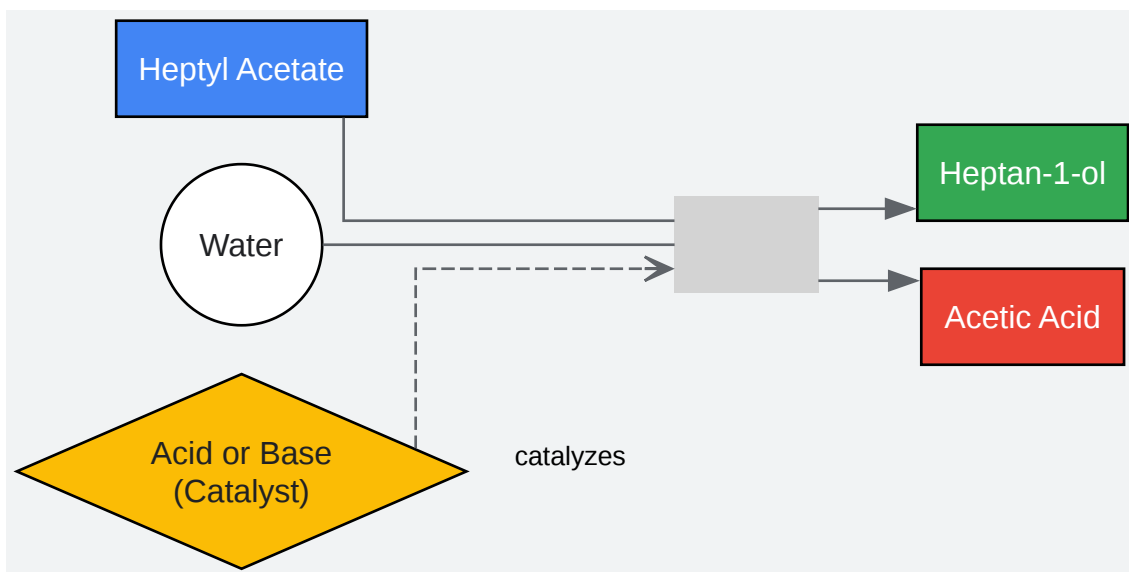 Heptyl Acetate
Water
Acid or Base
(Catalyst)
catalyzes
Heptan-1-ol
Acetic Acid